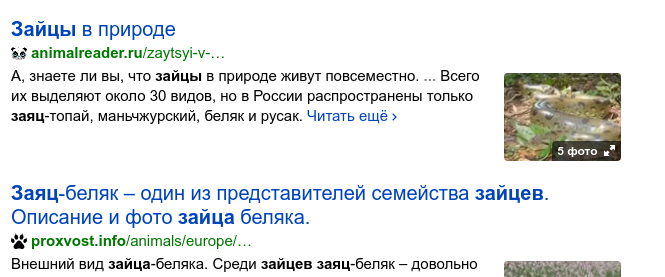 Зайцы в природе
animalreader.ru/zaytsyi-v-…
А, знаете ли вы, что зайцы в природе живут повсеместно. ... Всего
их выделяют около 30 видов, но в России распространены только
заяц-топай, маньчжурский, беляк и русак. Читать ещё ›
5 фото
Заяц-беляк – один из представителей семейства зайцев.
Описание и фото зайца беляка.
proxvost.info/animals/europe/…
Внешний вид зайца-беляка. Среди зайцев заяц-беляк – довольно